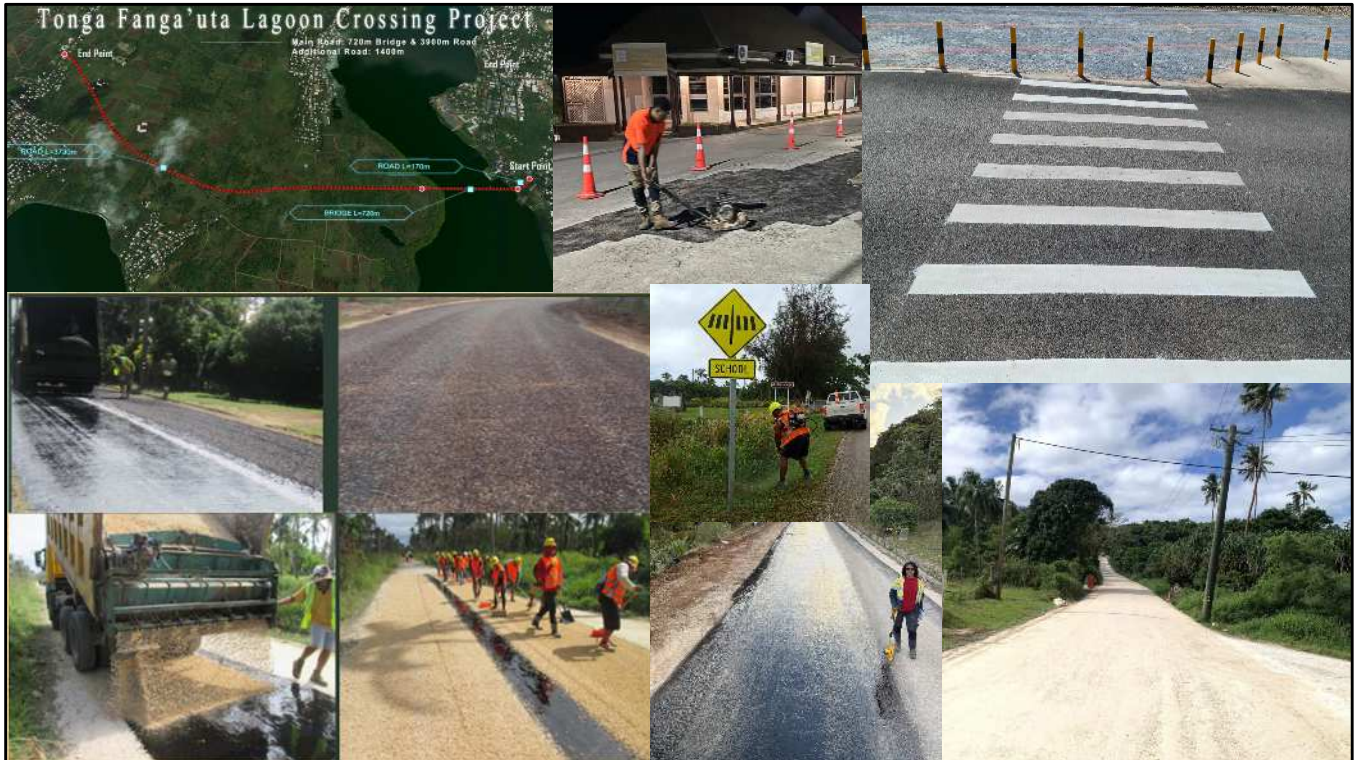 Tonga Fanga'uta Lagoon Crossing Project
Main Road: 720m Bridge & 3900m Road
Additional Road: 1400m
End Point
End Point
ROAD L=3730m
ROAD L=170m
Start Point
BRIDGE L=720m
SCHOOL